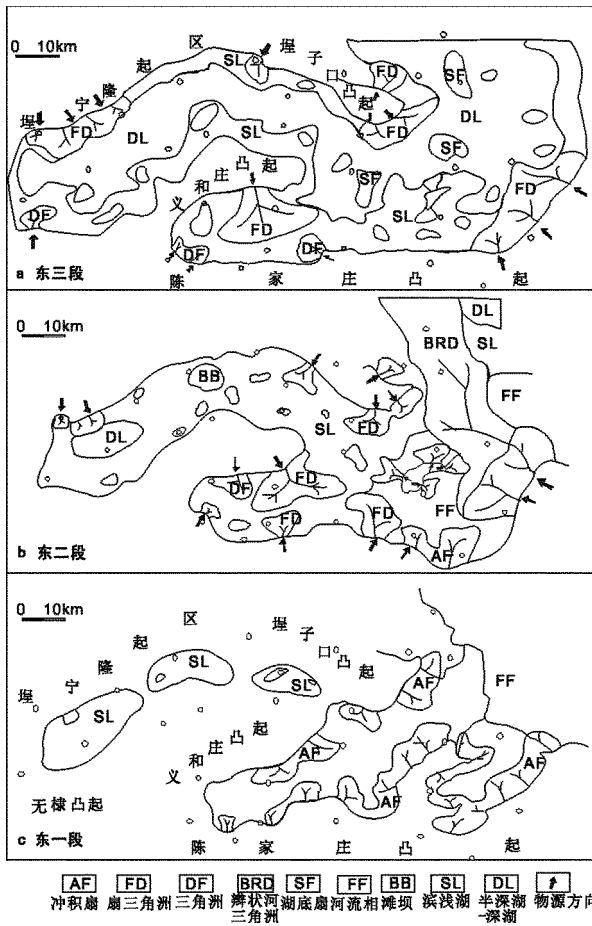 0 10km
埕宁隆起区
埕子口凸起
义和庄凸起
陈家庄凸起
SL
FD
SF
DL
FD
DL
SL
FD
SF
SF
FD
SL
DF
FD
DF
DF
a 东三段
0 10km
DL
BRD
SL
BB
FF
SL
DL
FD
DF
FD
FD
FD
FF
AF
b 东二段
0 10km
埕宁隆起区
埕子口凸起
义和庄凸起
无棣凸起
陈家庄凸起
SL
SL
SL
AF
FF
AF
AF
AF
c 东一段
AF FD DF BRD SF FF BB SL DL
冲积扇 扇三角洲 三角洲 辫状河三角洲 湖底扇 河流相 滩坝 滨浅湖 半深湖-深湖 物源方向